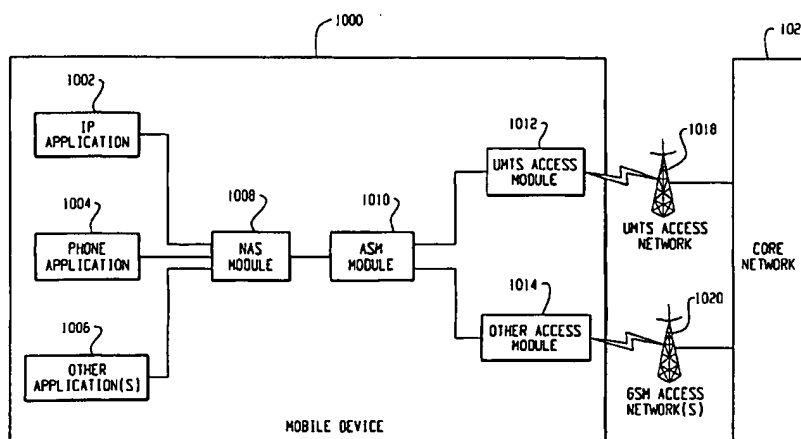 1000
102
1002
IP
APPLICATION
1004
PHONE
APPLICATION
1006
OTHER
APPLICATION(S)
1008
NAS
MODULE
1010
ASM
MODULE
1012
UMTS ACCESS
MODULE
1014
OTHER ACCESS
MODULE
1018
UMTS ACCESS
NETWORK
1020
GSM ACCESS
NETWORK(S)
CORE
NETWORK
MOBILE DEVICE